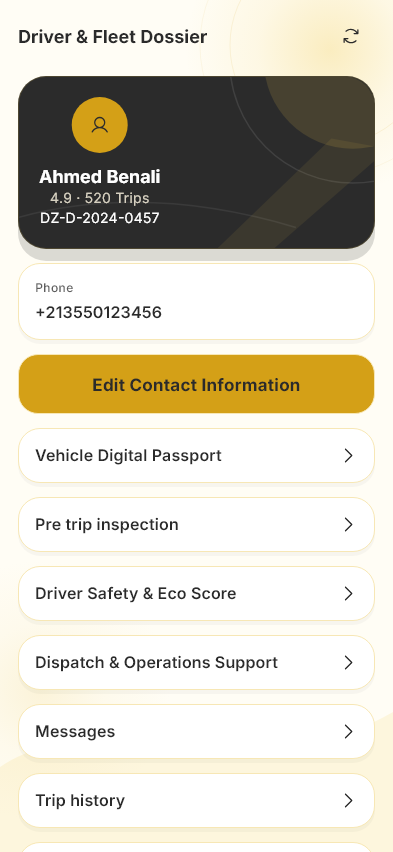 Driver & Fleet Dossier
Ahmed Benali
4.9 · 520 Trips
DZ-D-2024-0457
Phone
+213550123456
Edit Contact Information
Vehicle Digital Passport
Pre trip inspection
Driver Safety & Eco Score
Dispatch & Operations Support
Messages
Trip history